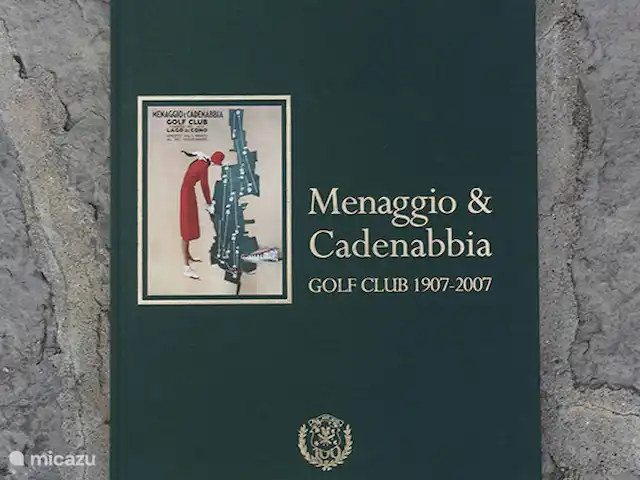 MENAGGIO E CADENABBIA
GOLF CLUB
LAGO DI COMO
Menaggio &
Cadenabbia
GOLF CLUB 1907-2007
100
micazu